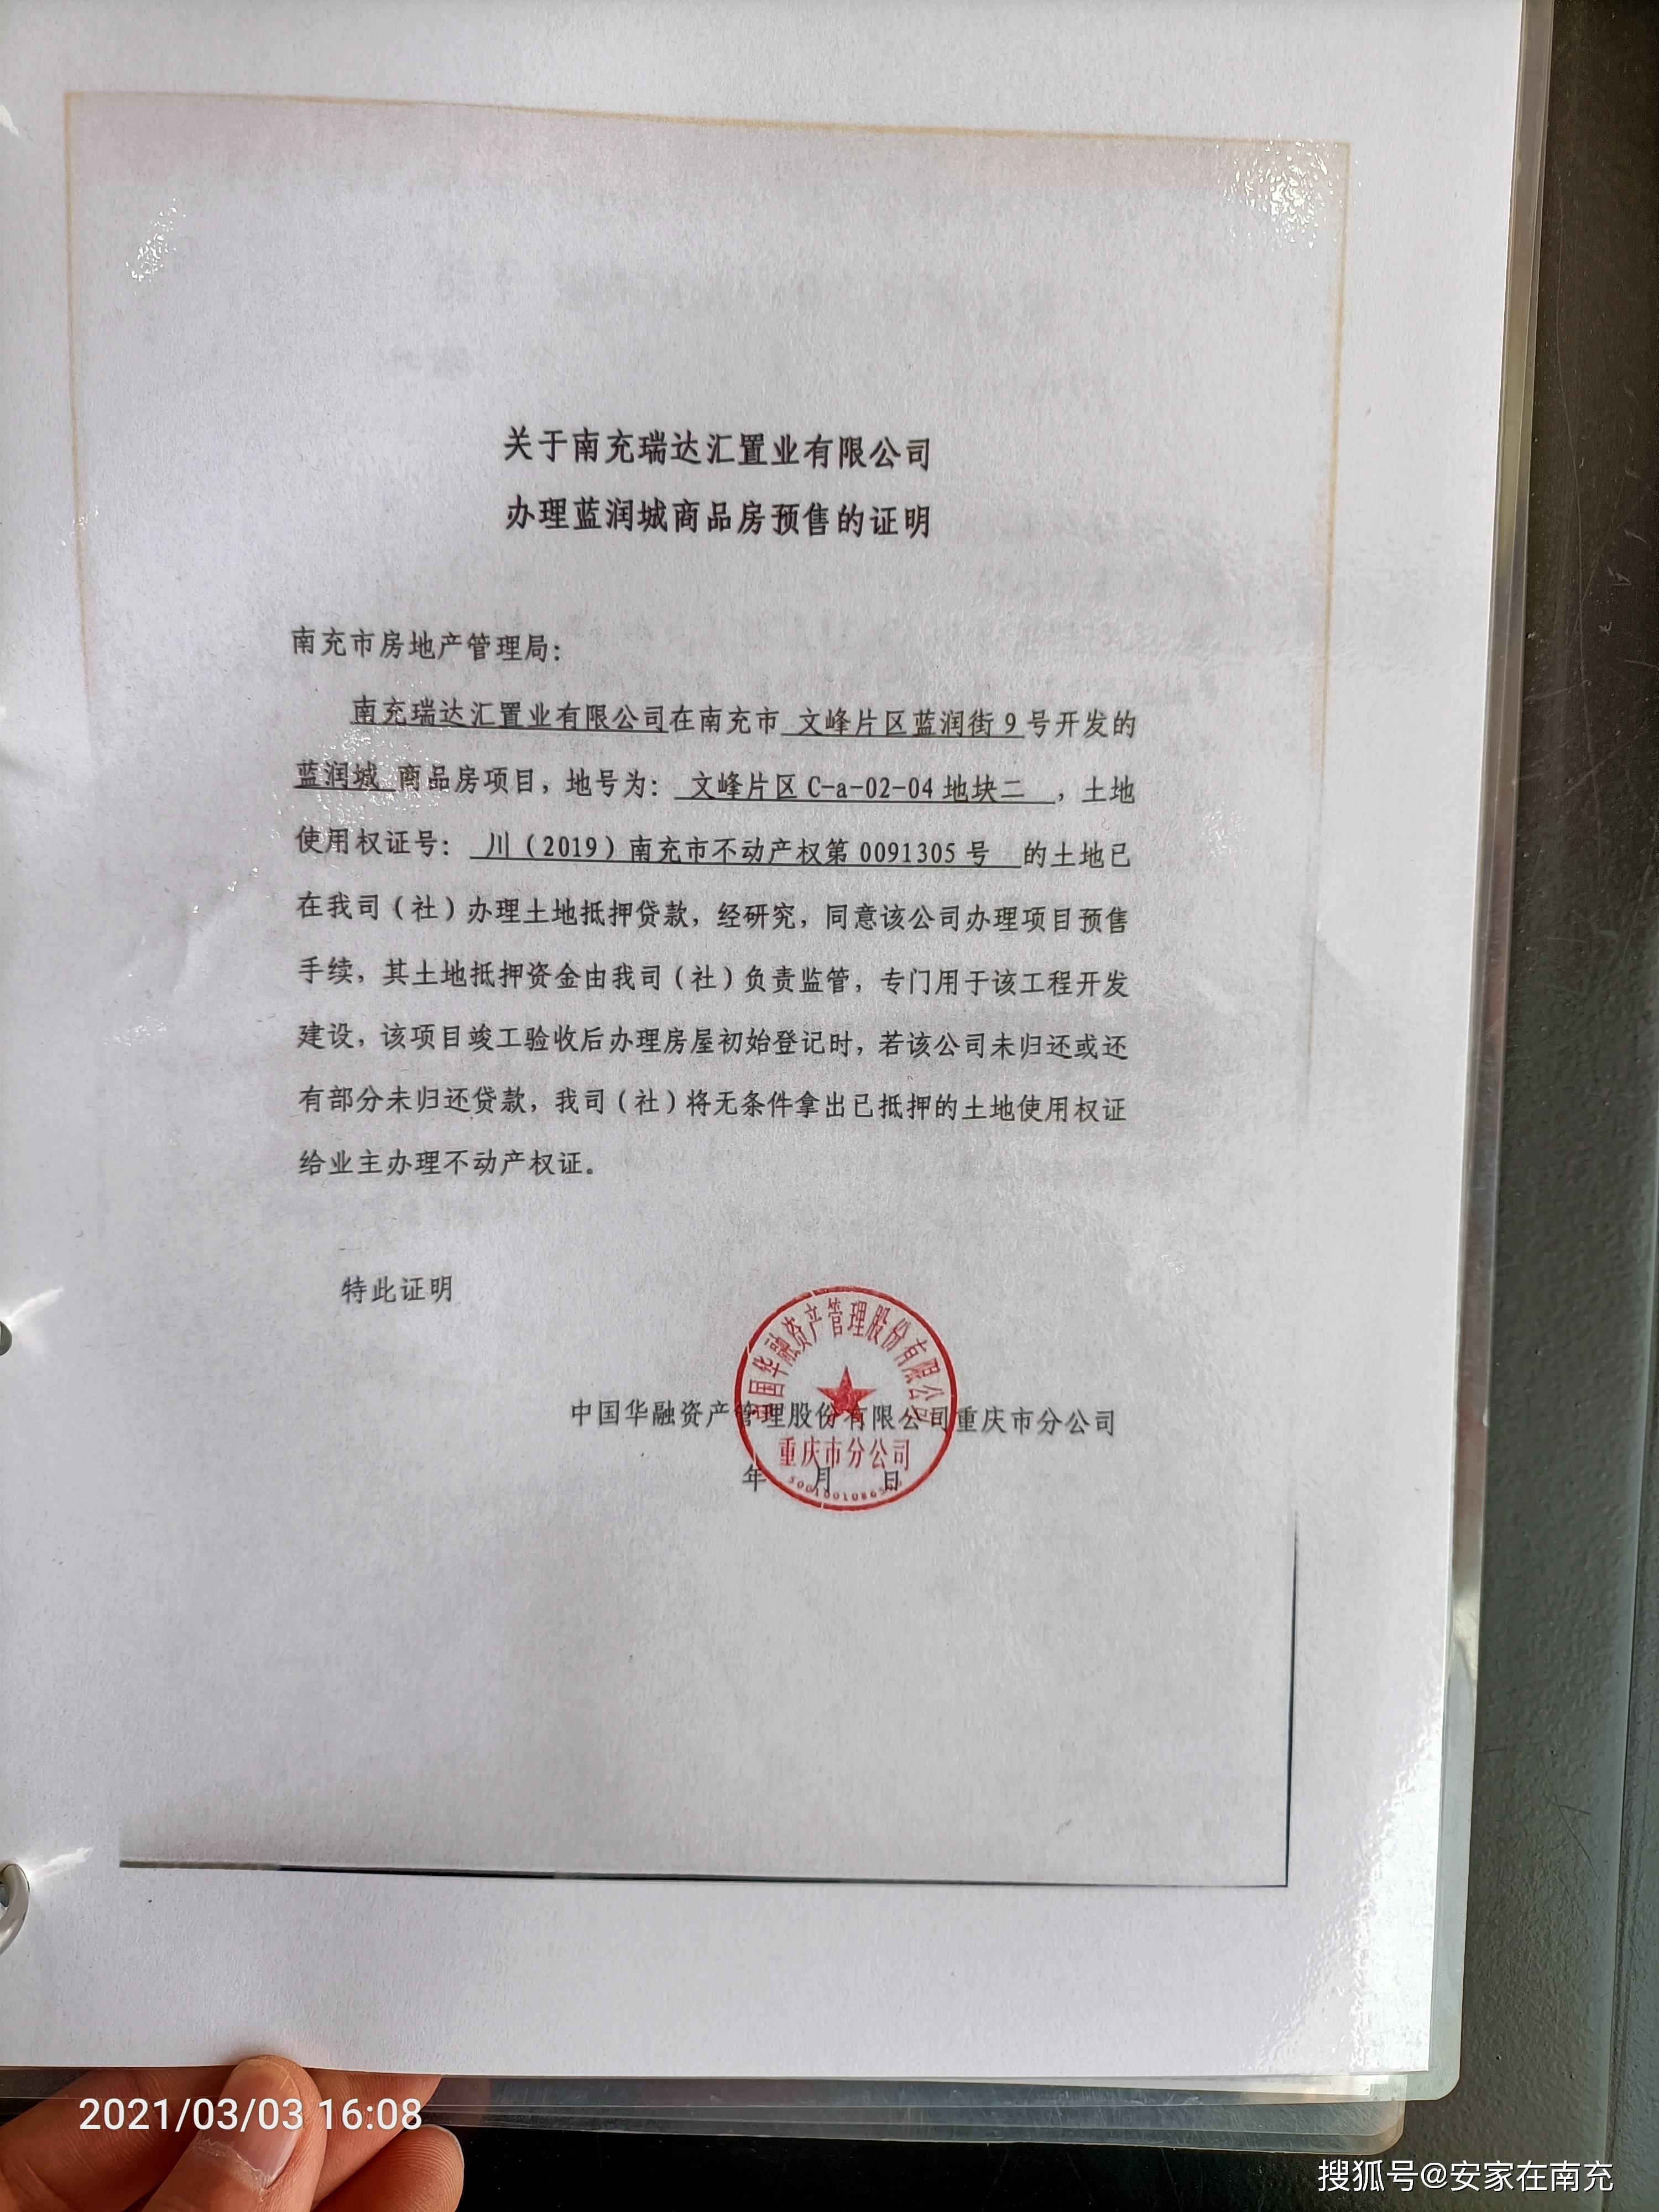 关于南充瑞达汇置业有限公司
办理蓝润城商品房预售的证明
南充市房地产管理局：
南充瑞达汇置业有限公司在南充市 文峰片区蓝润街9号开发的
蓝润城 商品房项目，地号为： 文峰片区C-a-02-04地块二 ，土地
使用权证号： 川（2019）南充市不动产权第0091305号 的土地已
在我司（社）办理土地抵押贷款，经研究，同意该公司办理项目预售
手续，其土地抵押资金由我司（社）负责监管，专门用于该工程开发
建设，该项目竣工验收后办理房屋初始登记时，若该公司未归还或还
有部分未归还贷款，我司（社）将无条件拿出已抵押的土地使用权证
给业主办理不动产权证。
特此证明
中国华融资产管理股份有限公司
中国华融资产管理股份有限公司重庆市分公司
重庆市分公司
年 月 日
2021/03/03 16:08
搜狐号@安家在南充